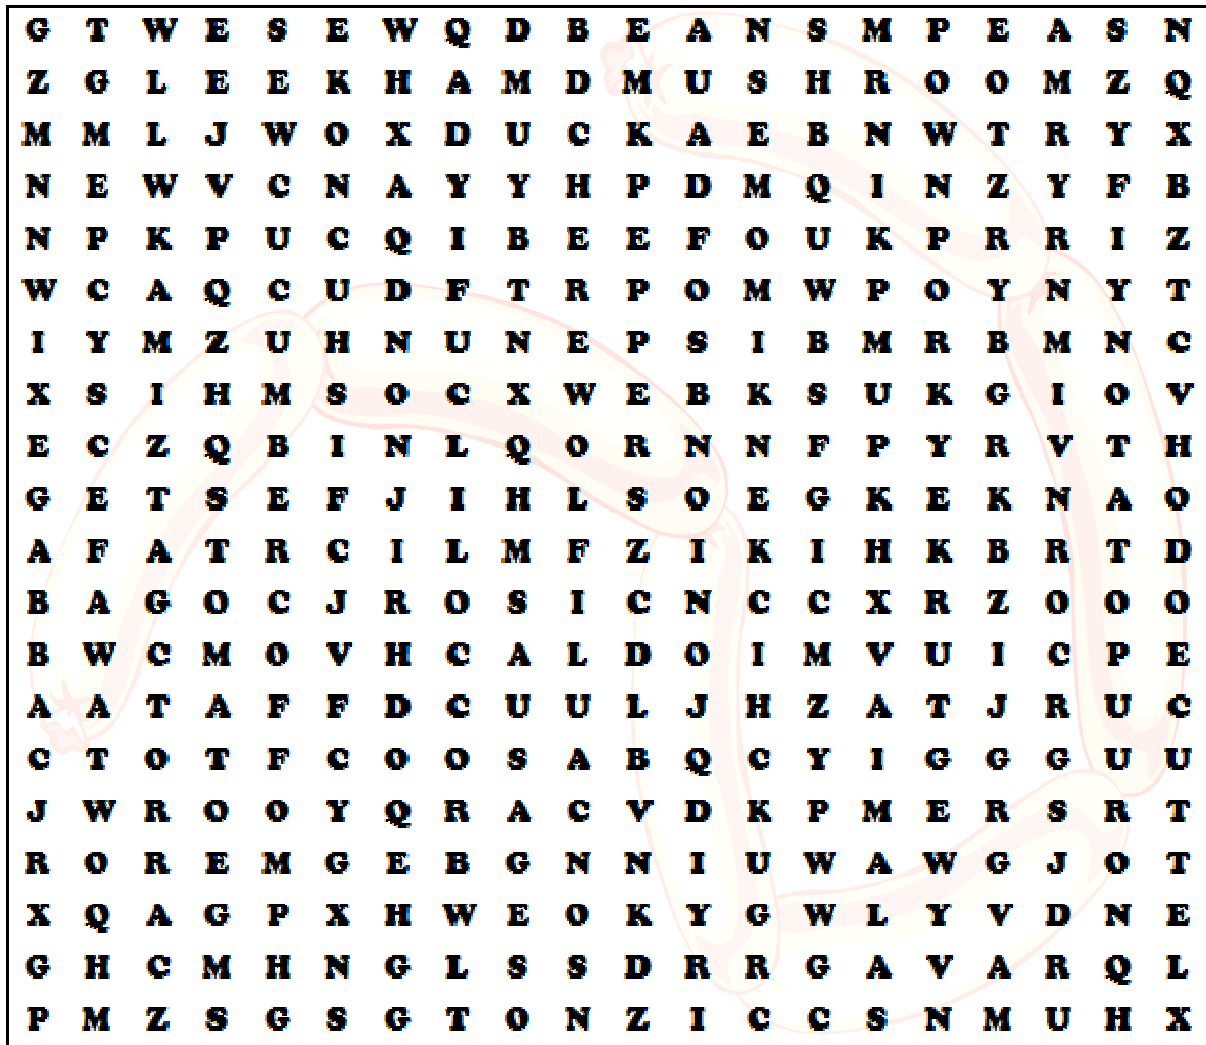 G T W E S E W Q D B E A N S M P E A S N
Z G L E E K H A M D M U S H R O O M Z Q
M M L J W O X D U C K A E B N W T R Y X
N E W V C N A Y Y H P D M Q I N Z Y F B
N P K P U C Q I B E E F O U K P R R I Z
W C A Q C U D F T R P O M W P O Y N Y T
I Y M Z U H N U N E P S I B M R B M N C
X S I H M S O C X W E B K S U K G I O V
E C Z Q B I N L Q O R N N F P Y R V T H
G E T S E F J I H L S O E G K E K N A O
A F A T R C I L M F Z I K I H K B R T D
B A G O C J R O S I C N C C X R Z O O O
B W C M O V H C A L D O I M V U I C P E
A A T A F F D C U U L J H Z A T J R U C
C T O T F C O O S A B Q C Y I G G G U U
J W R O O Y Q R A C V D K P M E R S R T
R O R E M G E B G N N I U W A W G J O T
X Q A G P X H W E O K Y G W L Y V D N E
G H C M H N G L S S D R R G A V A R Q L
P M Z S G S G T O N Z I C C S N M U H X